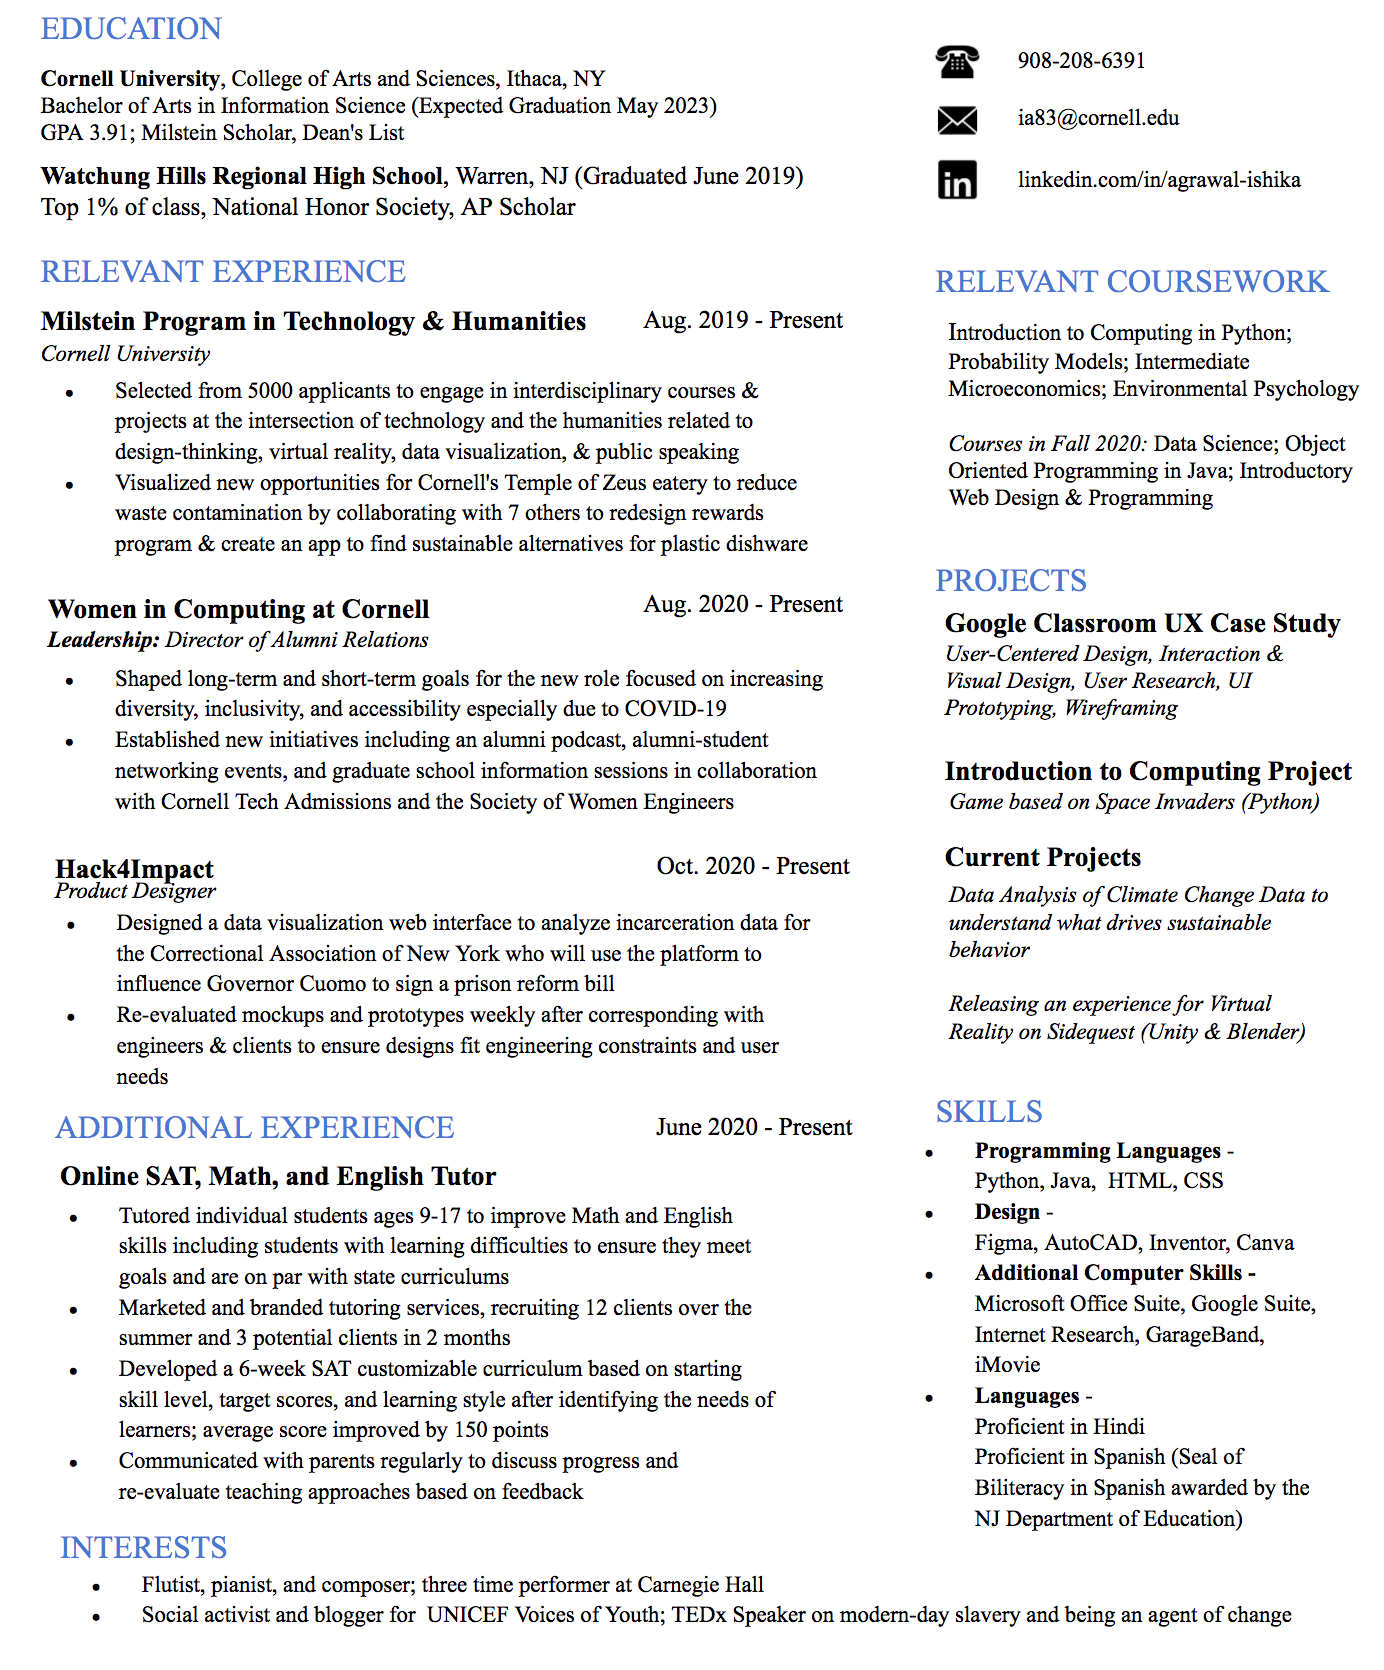 EDUCATION
Cornell University, College of Arts and Sciences, Ithaca, NY
Bachelor of Arts in Information Science (Expected Graduation May 2023)
GPA 3.91; Milstein Scholar, Dean's List
Watchung Hills Regional High School, Warren, NJ (Graduated June 2019)
Top 1% of class, National Honor Society, AP Scholar
RELEVANT EXPERIENCE
Milstein Program in Technology & Humanities Aug. 2019 - Present
Cornell University
• Selected from 5000 applicants to engage in interdisciplinary courses &
projects at the intersection of technology and the humanities related to
design-thinking, virtual reality, data visualization, & public speaking
• Visualized new opportunities for Cornell's Temple of Zeus eatery to reduce
waste contamination by collaborating with 7 others to redesign rewards
program & create an app to find sustainable alternatives for plastic dishware
Women in Computing at Cornell Aug. 2020 - Present
Leadership: Director of Alumni Relations
• Shaped long-term and short-term goals for the new role focused on increasing
diversity, inclusivity, and accessibility especially due to COVID-19
• Established new initiatives including an alumni podcast, alumni-student
networking events, and graduate school information sessions in collaboration
with Cornell Tech Admissions and the Society of Women Engineers
Hack4Impact Oct. 2020 - Present
Product Designer
• Designed a data visualization web interface to analyze incarceration data for
the Correctional Association of New York who will use the platform to
influence Governor Cuomo to sign a prison reform bill
• Re-evaluated mockups and prototypes weekly after corresponding with
engineers & clients to ensure designs fit engineering constraints and user
needs
ADDITIONAL EXPERIENCE June 2020 - Present
Online SAT, Math, and English Tutor
• Tutored individual students ages 9-17 to improve Math and English
skills including students with learning difficulties to ensure they meet
goals and are on par with state curriculums
• Marketed and branded tutoring services, recruiting 12 clients over the
summer and 3 potential clients in 2 months
• Developed a 6-week SAT customizable curriculum based on starting
skill level, target scores, and learning style after identifying the needs of
learners; average score improved by 150 points
• Communicated with parents regularly to discuss progress and
re-evaluate teaching approaches based on feedback
INTERESTS
• Flutist, pianist, and composer; three time performer at Carnegie Hall
• Social activist and blogger for UNICEF Voices of Youth; TEDx Speaker on modern-day slavery and being an agent of change
908-208-6391
ia83@cornell.edu
in linkedin.com/in/agrawal-ishika
RELEVANT COURSEWORK
Introduction to Computing in Python;
Probability Models; Intermediate
Microeconomics; Environmental Psychology
Courses in Fall 2020: Data Science; Object
Oriented Programming in Java; Introductory
Web Design & Programming
PROJECTS
Google Classroom UX Case Study
User-Centered Design, Interaction &
Visual Design, User Research, UI
Prototyping, Wireframing
Introduction to Computing Project
Game based on Space Invaders (Python)
Current Projects
Data Analysis of Climate Change Data to
understand what drives sustainable
behavior
Releasing an experience for Virtual
Reality on Sidequest (Unity & Blender)
SKILLS
• Programming Languages -
Python, Java, HTML, CSS
• Design -
Figma, AutoCAD, Inventor, Canva
• Additional Computer Skills -
Microsoft Office Suite, Google Suite,
Internet Research, GarageBand,
iMovie
• Languages -
Proficient in Hindi
Proficient in Spanish (Seal of
Biliteracy in Spanish awarded by the
NJ Department of Education)